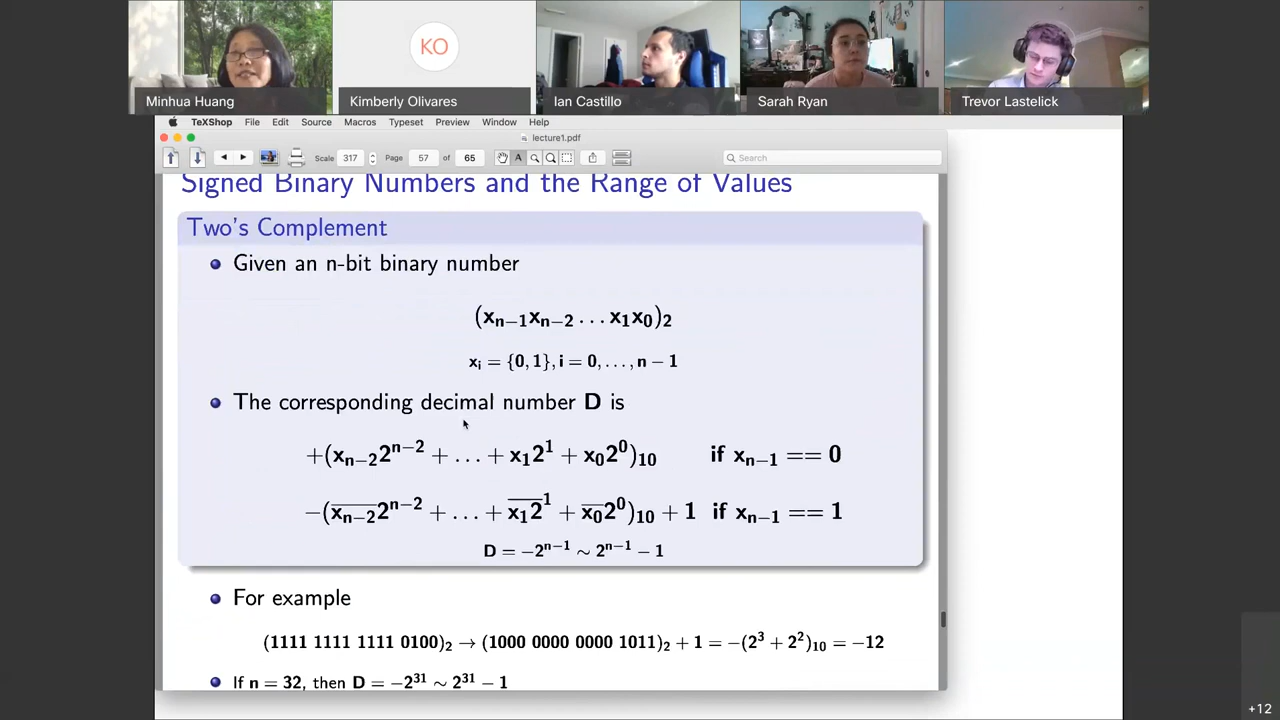 KO
Minhua Huang
Kimberly Olivares
Ian Castillo
Sarah Ryan
Trevor Lastelick
TeXShop File Edit Source Macros Typeset Preview Window Help
lecture1.pdf
Scale 317 Page 57 of 65 A Search
Signed Binary Numbers and the Range of Values
Two's Complement
Given an n-bit binary number
(xₙ₋₁xₙ₋₂ . . . x₁x₀)₂
xᵢ = {0, 1}, i = 0, . . . , n − 1
The corresponding decimal number D is
+(xₙ₋₂2ⁿ⁻² + . . . + x₁2¹ + x₀2⁰)₁₀ if xₙ₋₁ == 0
−(x̅ₙ₋₂2ⁿ⁻² + . . . + x̅₁2̅¹ + x̅₀2⁰)₁₀ + 1 if xₙ₋₁ == 1
D = −2ⁿ⁻¹ ∼ 2ⁿ⁻¹ − 1
For example
(1111 1111 1111 0100)₂ → (1000 0000 0000 1011)₂ + 1 = −(2³ + 2²)₁₀ = −12
If n = 32, then D = −2³¹ ∼ 2³¹ − 1
+12